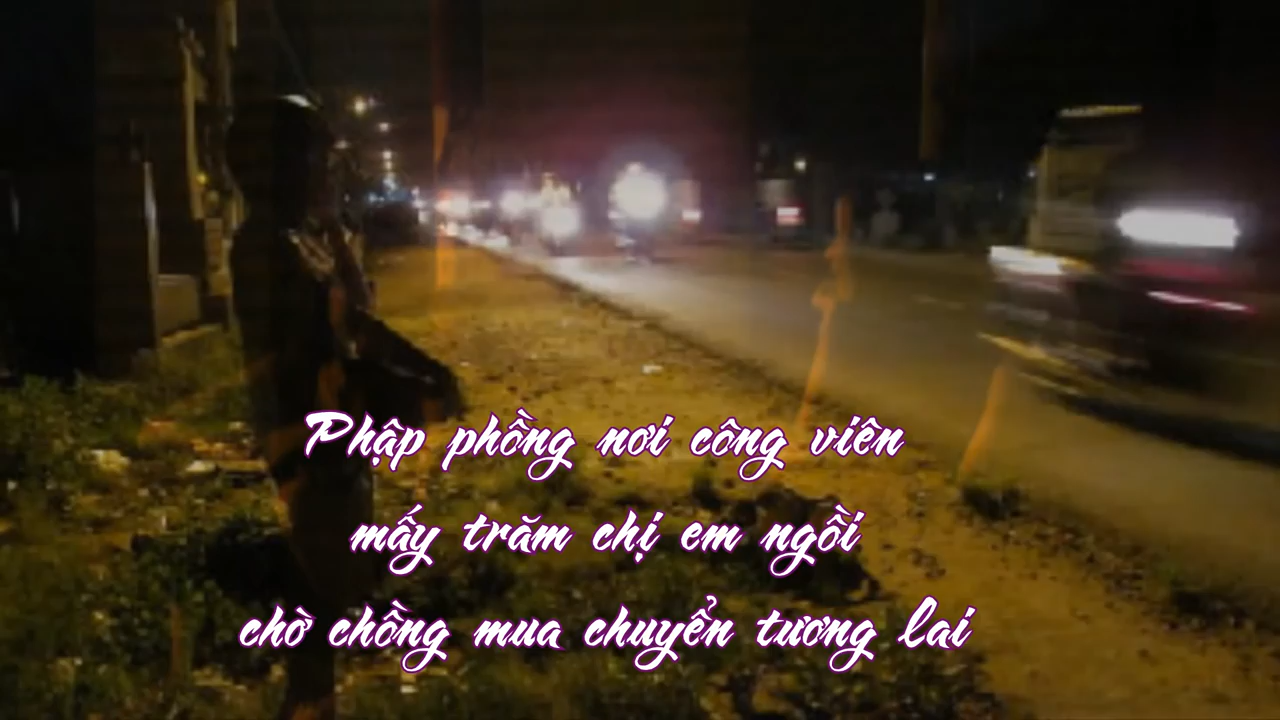 Phập phồng nơi công viên
mấy trăm chị em ngồi
chờ chồng mua chuyển tương lai